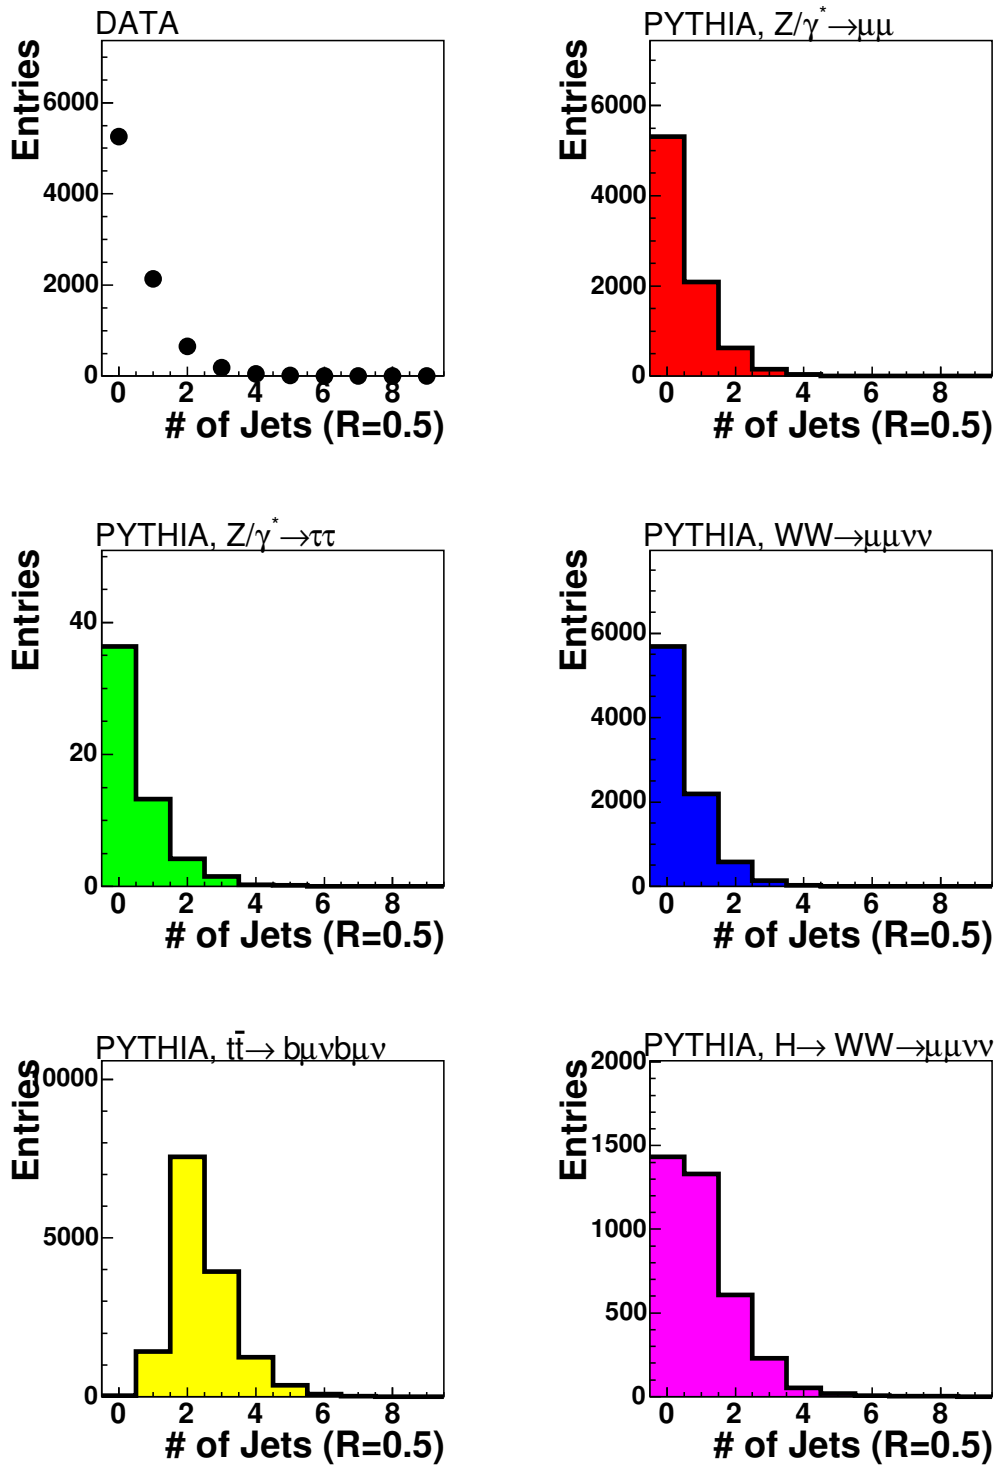 DATA
Entries
6000
4000
2000
0
0 2 4 6 8
# of Jets (R=0.5)
PYTHIA, Z/γ*→μμ
Entries
6000
4000
2000
0
0 2 4 6 8
# of Jets (R=0.5)
PYTHIA, Z/γ*→ττ
Entries
40
20
0
0 2 4 6 8
# of Jets (R=0.5)
PYTHIA, WW→μμνν
Entries
6000
4000
2000
0
0 2 4 6 8
# of Jets (R=0.5)
PYTHIA, tt̄→ bμνbμν
Entries
10000
5000
0
0 2 4 6 8
# of Jets (R=0.5)
PYTHIA, H→ WW→μμνν
Entries
2000
1500
1000
500
0
0 2 4 6 8
# of Jets (R=0.5)